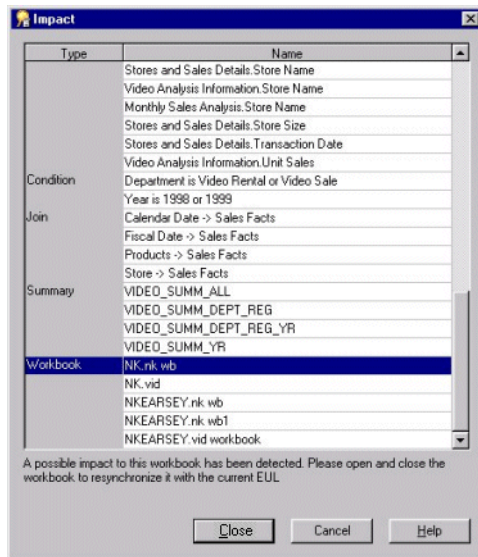 Impact
Type Name
Stores and Sales Details.Store Name
Video Analysis Information.Store Name
Monthly Sales Analysis.Store Name
Stores and Sales Details.Store Size
Stores and Sales Details.Transaction Date
Video Analysis Information.Unit Sales
Condition Department is Video Rental or Video Sale
Year is 1998 or 1999
Join Calendar Date -> Sales Facts
Fiscal Date -> Sales Facts
Products -> Sales Facts
Store -> Sales Facts
Summary VIDEO_SUMM_ALL
VIDEO_SUMM_DEPT_REG
VIDEO_SUMM_DEPT_REG_YR
VIDEO_SUMM_YR
Workbook NK.nk wb
NK.vid
NKEARSEY.nk wb
NKEARSEY.nk wb1
NKEARSEY.vid workbook
A possible impact to this workbook has been detected. Please open and close the
workbook to resynchronize it with the current EUL
Close Cancel Help